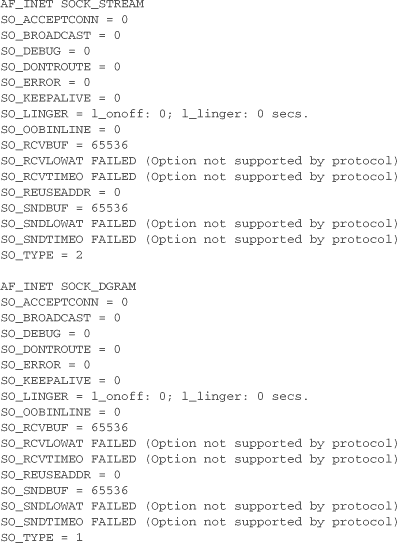 AF_INET SOCK_STREAM
SO_ACCEPTCONN = 0
SO_BROADCAST = 0
SO_DEBUG = 0
SO_DONTROUTE = 0
SO_ERROR = 0
SO_KEEPALIVE = 0
SO_LINGER = l_onoff: 0; l_linger: 0 secs.
SO_OOBINLINE = 0
SO_RCVBUF = 65536
SO_RCVLOWAT FAILED (Option not supported by protocol)
SO_RCVTIMEO FAILED (Option not supported by protocol)
SO_REUSEADDR = 0
SO_SNDBUF = 65536
SO_SNDLOWAT FAILED (Option not supported by protocol)
SO_SNDTIMEO FAILED (Option not supported by protocol)
SO_TYPE = 2

AF_INET SOCK_DGRAM
SO_ACCEPTCONN = 0
SO_BROADCAST = 0
SO_DEBUG = 0
SO_DONTROUTE = 0
SO_ERROR = 0
SO_KEEPALIVE = 0
SO_LINGER = l_onoff: 0; l_linger: 0 secs.
SO_OOBINLINE = 0
SO_RCVBUF = 65536
SO_RCVLOWAT FAILED (Option not supported by protocol)
SO_RCVTIMEO FAILED (Option not supported by protocol)
SO_REUSEADDR = 0
SO_SNDBUF = 65536
SO_SNDLOWAT FAILED (Option not supported by protocol)
SO_SNDTIMEO FAILED (Option not supported by protocol)
SO_TYPE = 1